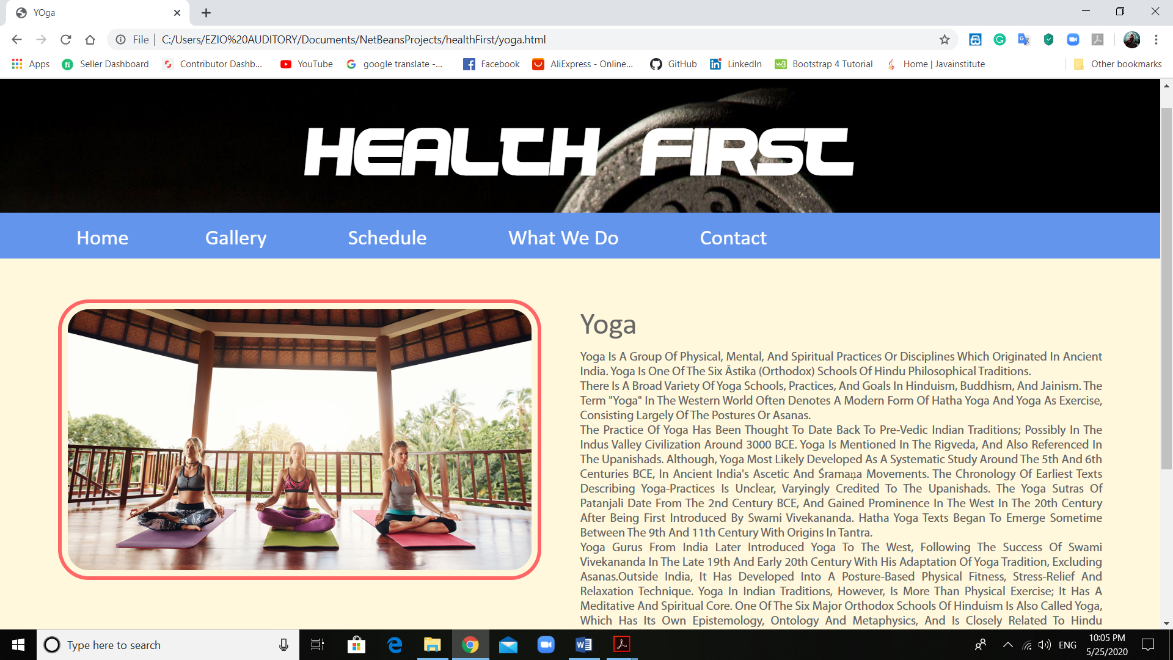 YOga
File
C:/Users/EZIO%20AUDITORY/Documents/NetBeansProjects/healthFirst/yoga.html
Apps
Seller Dashboard
Contributor Dashb...
YouTube
google translate -...
Facebook
AliExpress - Online...
GitHub
LinkedIn
Bootstrap 4 Tutorial
Home | Javainstitute
Other bookmarks
HEALTH FIRST
Home
Gallery
Schedule
What We Do
Contact
Yoga
Yoga Is A Group Of Physical, Mental, And Spiritual Practices Or Disciplines Which Originated In Ancient
India. Yoga Is One Of The Six Āstika (Orthodox) Schools Of Hindu Philosophical Traditions.
There Is A Broad Variety Of Yoga Schools, Practices, And Goals In Hinduism, Buddhism, And Jainism. The
Term "Yoga" In The Western World Often Denotes A Modern Form Of Hatha Yoga And Yoga As Exercise,
Consisting Largely Of The Postures Or Asanas.
The Practice Of Yoga Has Been Thought To Date Back To Pre-Vedic Indian Traditions; Possibly In The
Indus Valley Civilization Around 3000 BCE. Yoga Is Mentioned In The Rigveda, And Also Referenced In
The Upanishads. Although, Yoga Most Likely Developed As A Systematic Study Around The 5th And 6th
Centuries BCE, In Ancient India's Ascetic And Śramaца Movements. The Chronology Of Earliest Texts
Describing Yoga-Practices Is Unclear, Varyingly Credited To The Upanishads. The Yoga Sutras Of
Patanjali Date From The 2nd Century BCE, And Gained Prominence In The West In The 20th Century
After Being First Introduced By Swami Vivekananda. Hatha Yoga Texts Began To Emerge Sometime
Between The 9th And 11th Century With Origins In Tantra.
Yoga Gurus From India Later Introduced Yoga To The West, Following The Success Of Swami
Vivekananda In The Late 19th And Early 20th Century With His Adaptation Of Yoga Tradition, Excluding
Asanas.Outside India, It Has Developed Into A Posture-Based Physical Fitness, Stress-Relief And
Relaxation Technique. Yoga In Indian Traditions, However, Is More Than Physical Exercise; It Has A
Meditative And Spiritual Core. One Of The Six Major Orthodox Schools Of Hinduism Is Also Called Yoga,
Which Has Its Own Epistemology, Ontology And Metaphysics, And Is Closely Related To Hindu
Type here to search
ENG
10:05 PM
5/25/2020